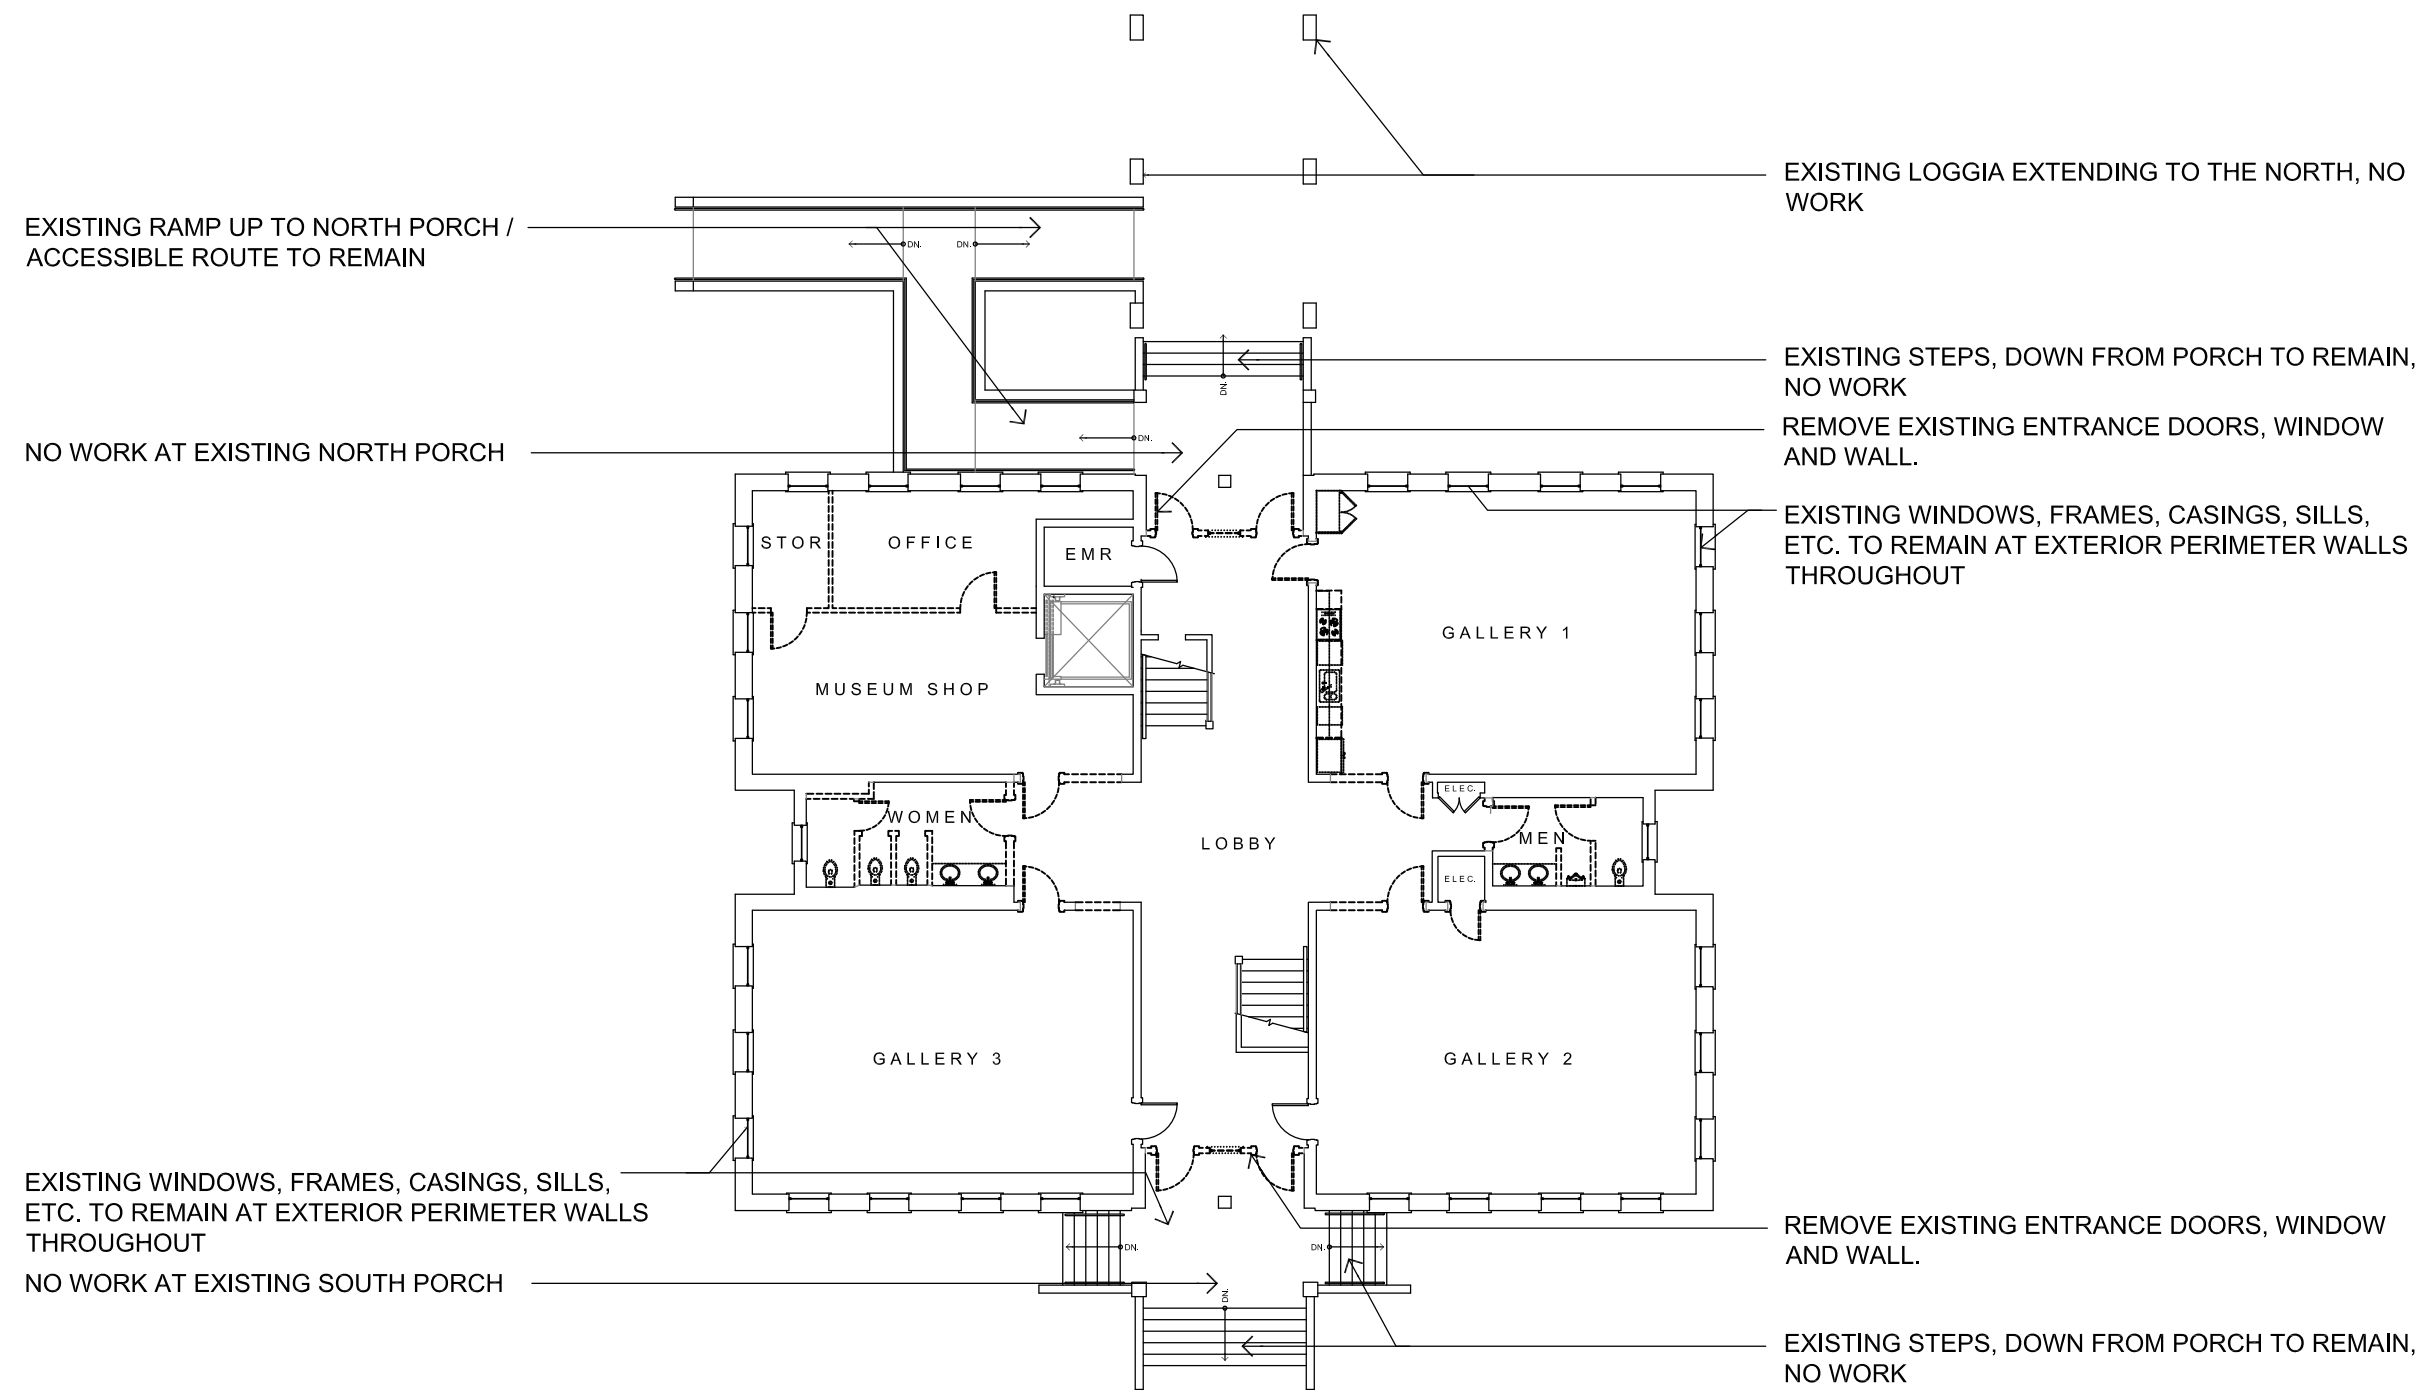 EXISTING LOGGIA EXTENDING TO THE NORTH, NO
WORK
EXISTING RAMP UP TO NORTH PORCH /
ACCESSIBLE ROUTE TO REMAIN
DN.
DN.
EXISTING STEPS, DOWN FROM PORCH TO REMAIN,
NO WORK
DN.
REMOVE EXISTING ENTRANCE DOORS, WINDOW
AND WALL.
DN.
NO WORK AT EXISTING NORTH PORCH
EXISTING WINDOWS, FRAMES, CASINGS, SILLS,
ETC. TO REMAIN AT EXTERIOR PERIMETER WALLS
THROUGHOUT
STOR
OFFICE
EMR
GALLERY 1
MUSEUM SHOP
ELEC.
WOMEN
MEN
LOBBY
ELEC.
GALLERY 3
GALLERY 2
EXISTING WINDOWS, FRAMES, CASINGS, SILLS,
ETC. TO REMAIN AT EXTERIOR PERIMETER WALLS
THROUGHOUT
REMOVE EXISTING ENTRANCE DOORS, WINDOW
AND WALL.
DN.
DN.
NO WORK AT EXISTING SOUTH PORCH
DN.
EXISTING STEPS, DOWN FROM PORCH TO REMAIN,
NO WORK